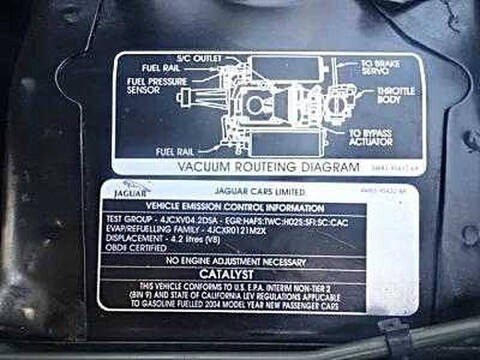 S/C OUTLET
FUEL RAIL
FUEL PRESSURE
SENSOR
TO BRAKE
SERVO
THROTTLE
BODY
FUEL RAIL
TO BYPASS
ACTUATOR
VACUUM ROUTEING DIAGRAM
JAGUAR
JAGUAR CARS LIMITED
VEHICLE EMISSION CONTROL INFORMATION
TEST GROUP - 4JCXV04.2DSA - EGR:HAFS:TWC:HO2S:SFI:SC:CAC
EVAP/REFUELLING FAMILY - 4JCXR0121M2X
DISPLACEMENT - 4.2 litres (V8)
OBDII CERTIFIED
NO ENGINE ADJUSTMENT NECESSARY
CATALYST
THIS VEHICLE CONFORMS TO U.S. E.P.A. INTERIM NON-TIER 2
(BIN 9) AND STATE OF CALIFORNIA LEV REGULATIONS APPLICABLE
TO GASOLINE FUELLED 2004 MODEL YEAR NEW PASSENGER CARS